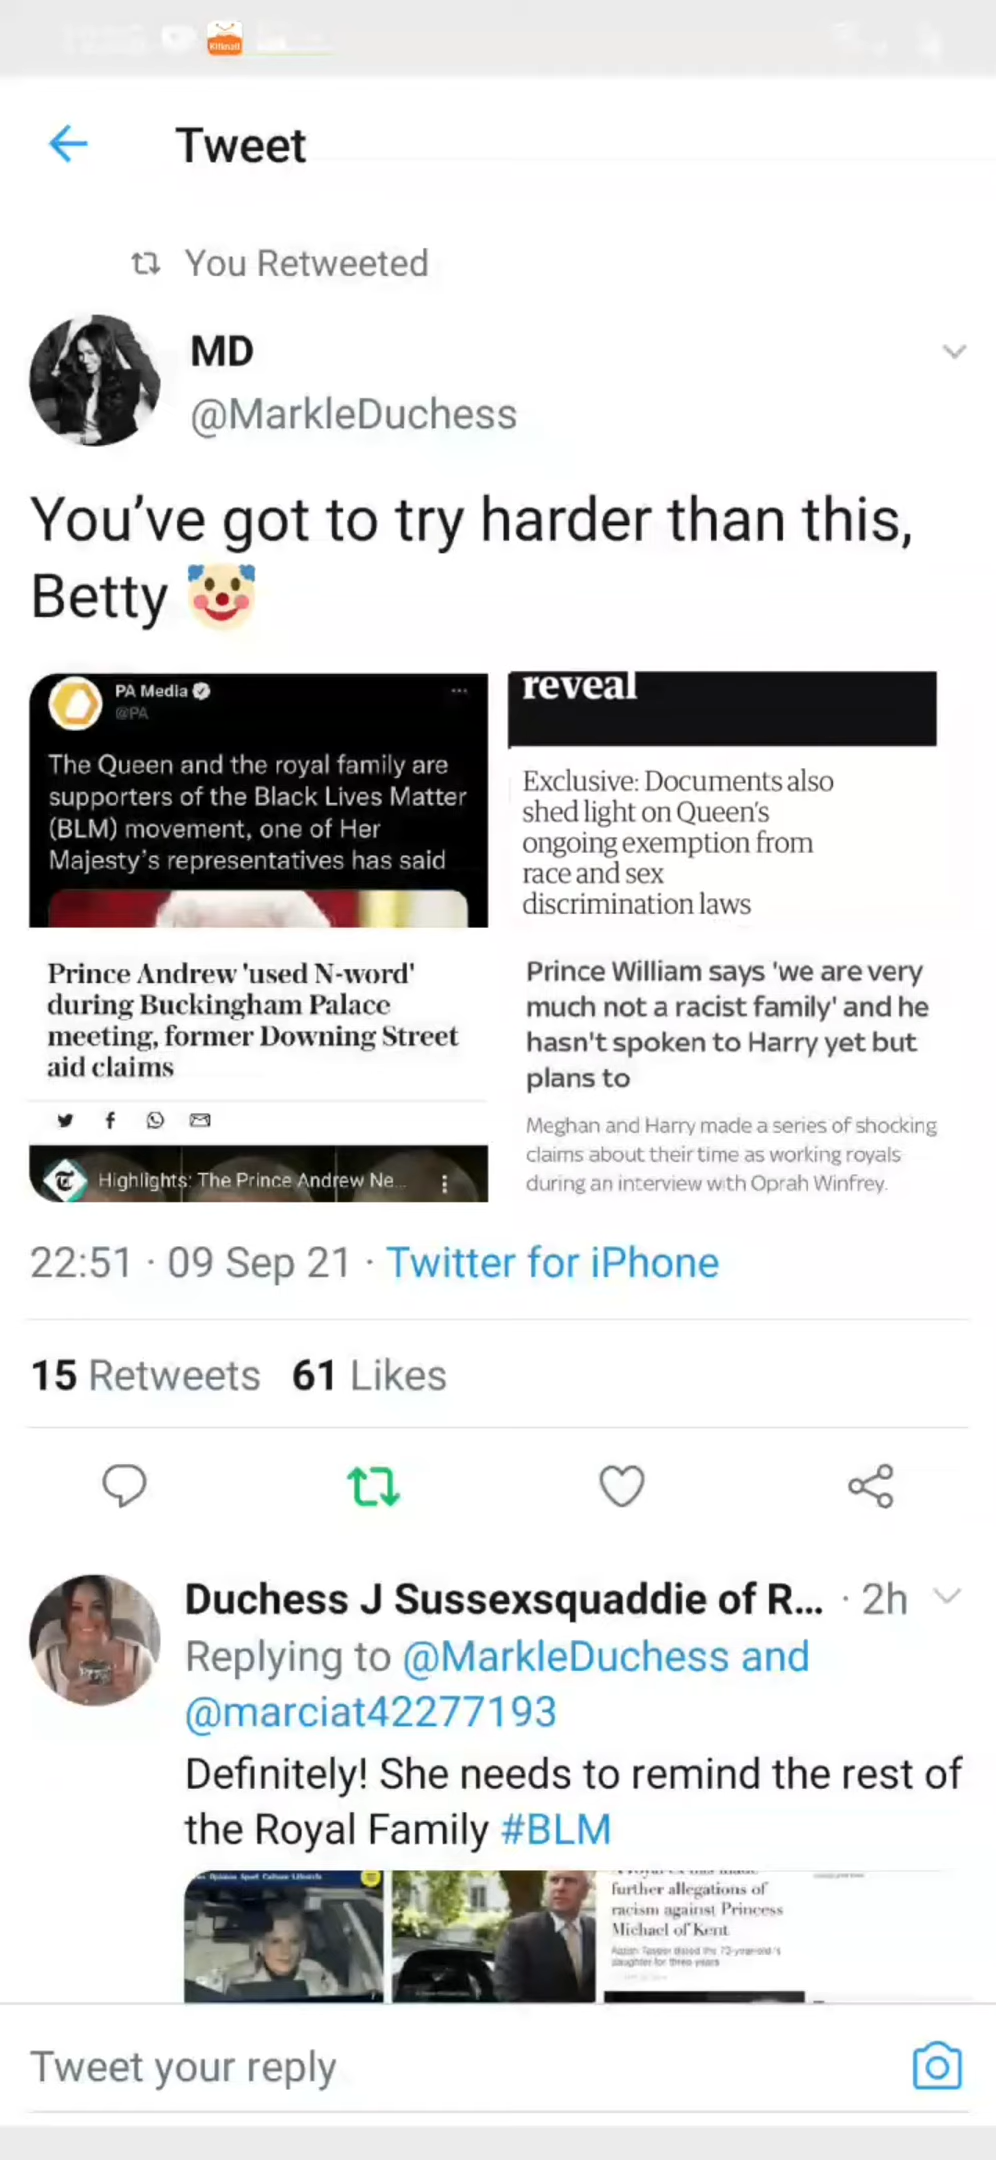 Tweet
You Retweeted
MD
@MarkleDuchess
You've got to try harder than this,
Betty 🤡
PA Media
@PA
The Queen and the royal family are
supporters of the Black Lives Matter
(BLM) movement, one of Her
Majesty's representatives has said
reveal
Exclusive: Documents also
shed light on Queen's
ongoing exemption from
race and sex
discrimination laws
Prince Andrew 'used N-word'
during Buckingham Palace
meeting, former Downing Street
aid claims
Highlights: The Prince Andrew Ne...
Prince William says 'we are very
much not a racist family' and he
hasn't spoken to Harry yet but
plans to
Meghan and Harry made a series of shocking
claims about their time as working royals
during an interview with Oprah Winfrey.
22:51 · 09 Sep 21 · Twitter for iPhone
15 Retweets 61 Likes
Duchess J Sussexsquaddie of R... · 2h
Replying to @MarkleDuchess and
@marciat42277193
Definitely! She needs to remind the rest of
the Royal Family #BLM
further allegations of
racism against Princess
Michael of Kent
Tweet your reply